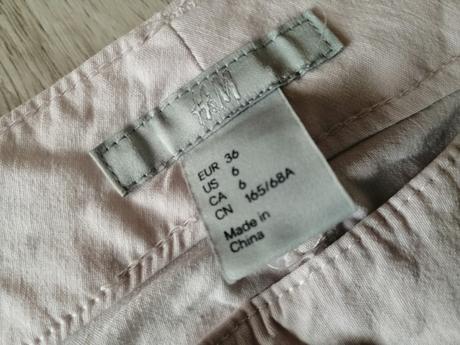 H&M
EUR 36
US 6
CA 6
CN 165/68A
Made in
China